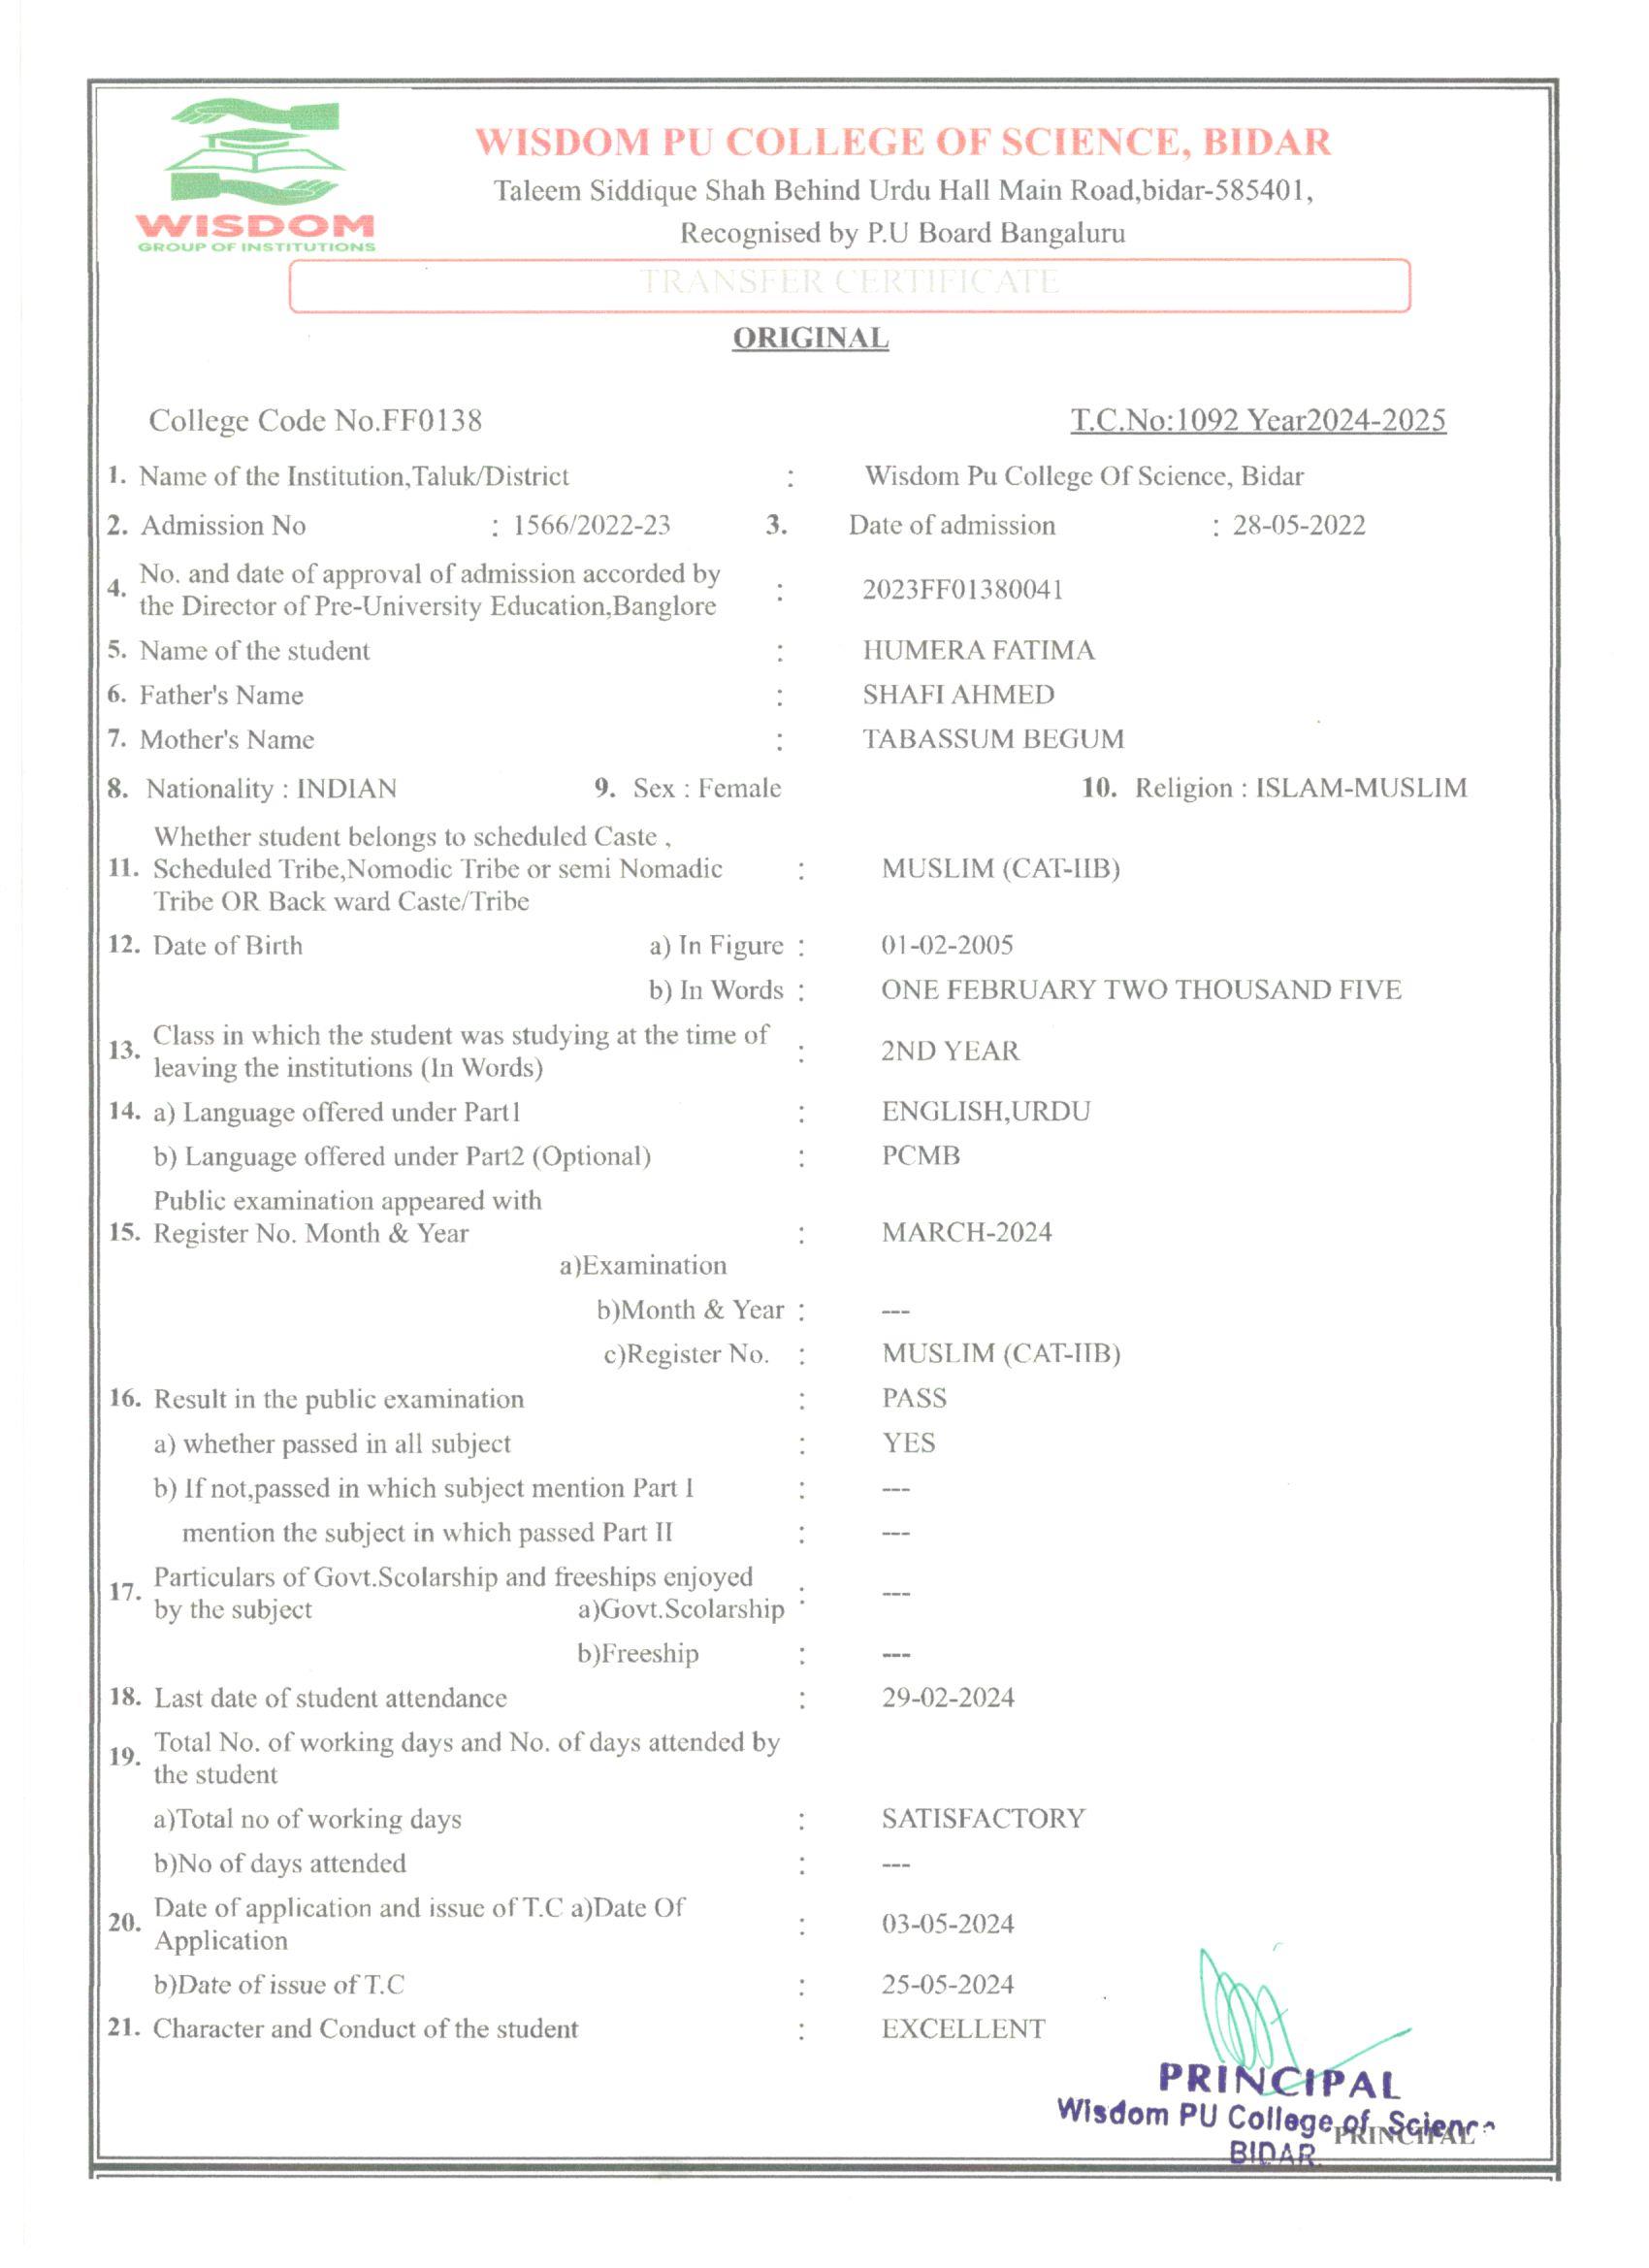 WISDOM
GROUP OF INSTITUTIONS
WISDOM PU COLLEGE OF SCIENCE, BIDAR
Taleem Siddique Shah Behind Urdu Hall Main Road,bidar-585401,
Recognised by P.U Board Bangaluru
TRANSFER CERTIFICATE
ORIGINAL
College Code No.FF0138 T.C.No:1092 Year2024-2025
1. Name of the Institution,Taluk/District : Wisdom Pu College Of Science, Bidar
2. Admission No : 1566/2022-23 3. Date of admission : 28-05-2022
4. No. and date of approval of admission accorded by
the Director of Pre-University Education,Banglore : 2023FF01380041
5. Name of the student : HUMERA FATIMA
6. Father's Name : SHAFI AHMED
7. Mother's Name : TABASSUM BEGUM
8. Nationality : INDIAN 9. Sex : Female 10. Religion : ISLAM-MUSLIM
Whether student belongs to scheduled Caste ,
11. Scheduled Tribe,Nomodic Tribe or semi Nomadic : MUSLIM (CAT-IIB)
Tribe OR Back ward Caste/Tribe
12. Date of Birth a) In Figure : 01-02-2005
b) In Words : ONE FEBRUARY TWO THOUSAND FIVE
13. Class in which the student was studying at the time of
leaving the institutions (In Words) : 2ND YEAR
14. a) Language offered under Part1 : ENGLISH,URDU
b) Language offered under Part2 (Optional) : PCMB
Public examination appeared with
15. Register No. Month & Year : MARCH-2024
a)Examination
b)Month & Year : ---
c)Register No. : MUSLIM (CAT-IIB)
16. Result in the public examination : PASS
a) whether passed in all subject : YES
b) If not,passed in which subject mention Part I : ---
mention the subject in which passed Part II : ---
17. Particulars of Govt.Scolarship and freeships enjoyed
by the subject a)Govt.Scolarship : ---
b)Freeship : ---
18. Last date of student attendance : 29-02-2024
19. Total No. of working days and No. of days attended by
the student
a)Total no of working days : SATISFACTORY
b)No of days attended : ---
20. Date of application and issue of T.C a)Date Of
Application : 03-05-2024
b)Date of issue of T.C : 25-05-2024
21. Character and Conduct of the student : EXCELLENT
PRINCIPAL
Wisdom PU College of Science
PRINCIPAL
BIDAR.